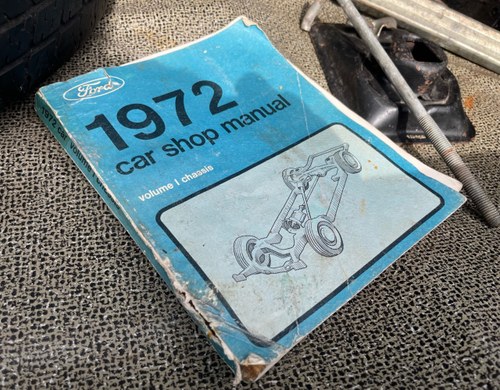 Ford
1972
car shop manual
volume 1 chassis